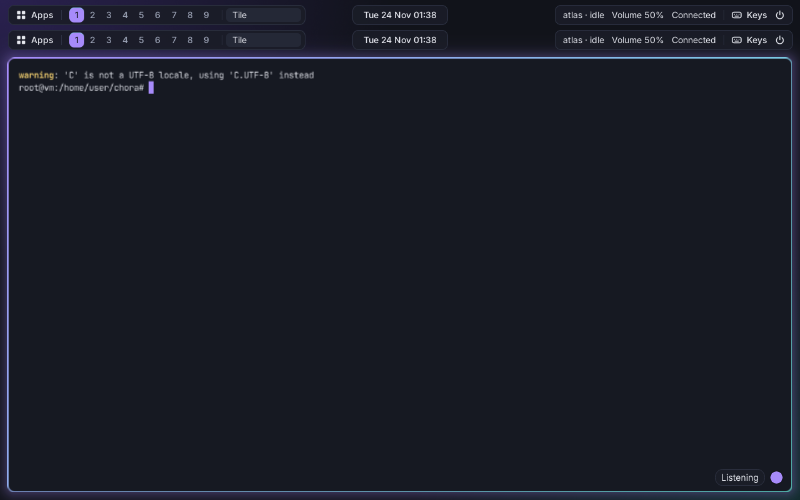 Apps 1 2 3 4 5 6 7 8 9 Tile Tue 24 Nov 01:38 atlas · idle Volume 50% Connected Keys
Apps 1 2 3 4 5 6 7 8 9 Tile Tue 24 Nov 01:38 atlas · idle Volume 50% Connected Keys
warning: 'C' is not a UTF-8 locale, using 'C.UTF-8' instead
root@vm:/home/user/chora#
Listening